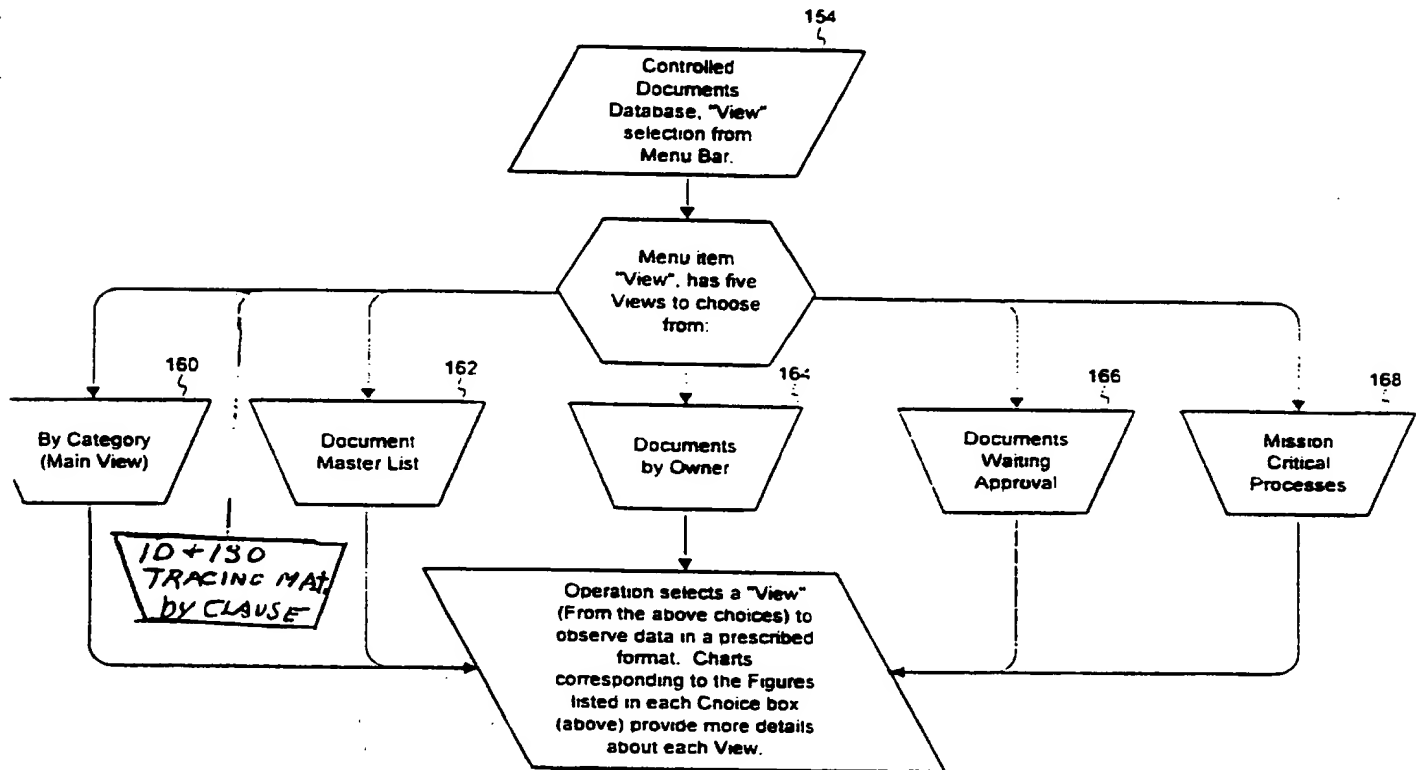 154
Controlled
Documents
Database, "View"
selection from
Menu Bar.
Menu item
"View", has five
Views to choose
from:
160
162
164
166
168
By Category
(Main View)
Document
Master List
Documents
by Owner
Documents
Waiting
Approval
Mission
Critical
Processes
10 + 130
TRACING MAT.
by CLAUSE
Operation selects a "View"
(From the above choices) to
observe data in a prescribed
format. Charts
corresponding to the Figures
listed in each Choice box
(above) provide more details
about each View.